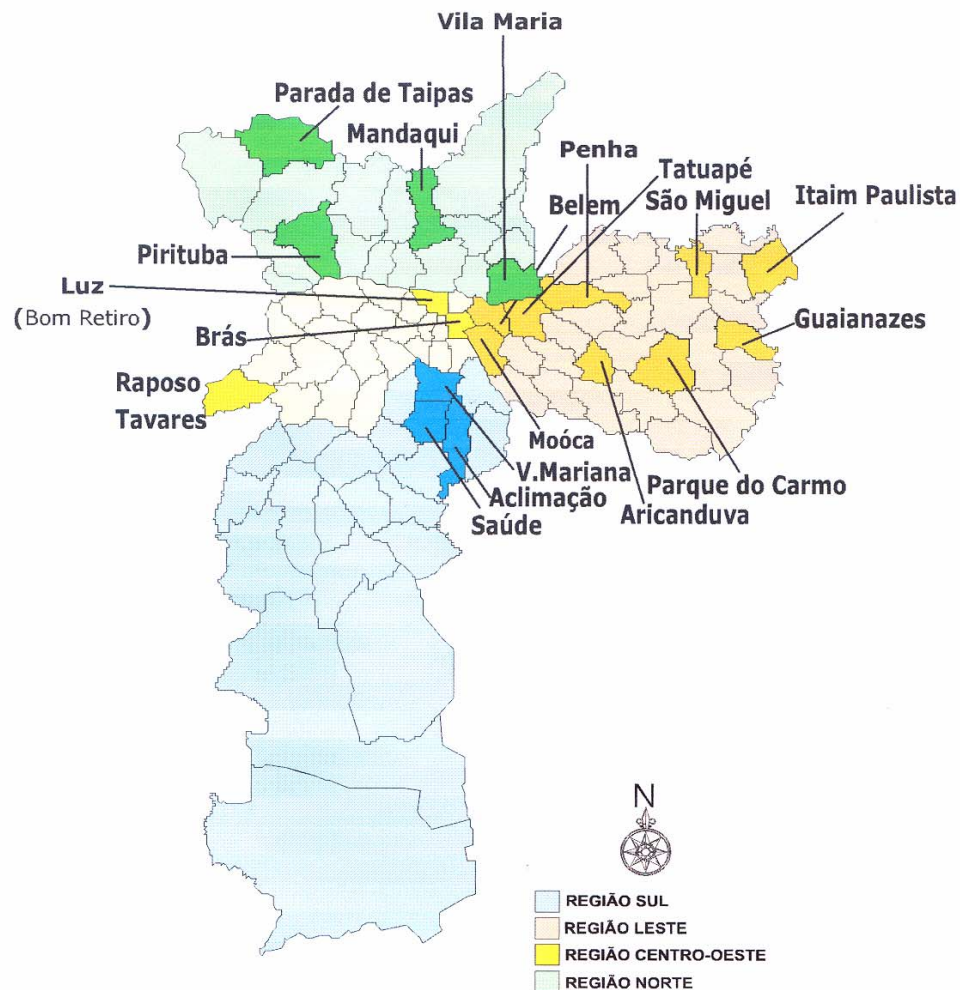 Vila Maria
Parada de Taipas
Mandaqui
Penha
Tatuapé
Belem
São Miguel
Itaim Paulista
Pirituba
Luz
(Bom Retiro)
Brás
Guaianazes
Raposo
Tavares
Moóca
V.Mariana
Aclimação
Saúde
Parque do Carmo
Aricanduva
N
REGIÃO SUL
REGIÃO LESTE
REGIÃO CENTRO-OESTE
REGIÃO NORTE